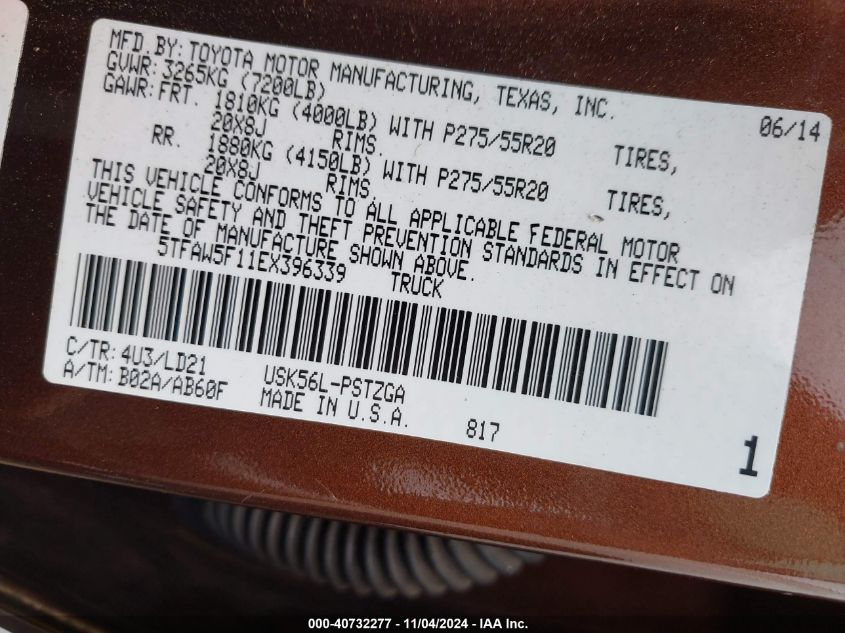 MFD.BY: TOYOTA MOTOR MANUFACTURING, TEXAS, INC. 06/14
GVWR: 3265KG (7200LB)
GAWR: FRT. 1810KG (4000LB) WITH P275/55R20 TIRES,
20X8J RIMS.
RR. 1880KG (4150LB) WITH P275/55R20 TIRES,
20X8J RIMS.
THIS VEHICLE CONFORMS TO ALL APPLICABLE FEDERAL MOTOR
VEHICLE SAFETY AND THEFT PREVENTION STANDARDS IN EFFECT ON
THE DATE OF MANUFACTURE SHOWN ABOVE.
5TFAW5F11EX396339 TRUCK
C/TR: 4U3/LD21 USK56L-PSTZGA
A/TM: B02A/AB60F MADE IN U.S.A. 817 1
000-40732277 - 11/04/2024 - IAA Inc.